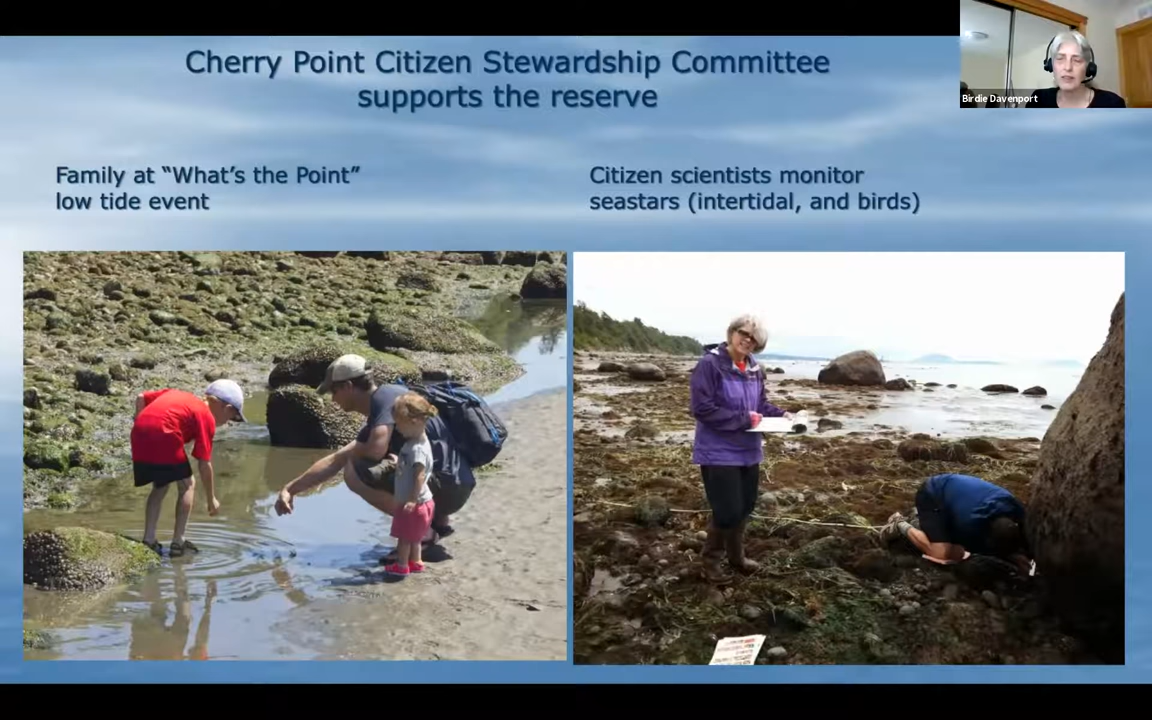 Cherry Point Citizen Stewardship Committee
supports the reserve
Birdie Davenport
Family at “What’s the Point”
low tide event
Citizen scientists monitor
seastars (intertidal, and birds)